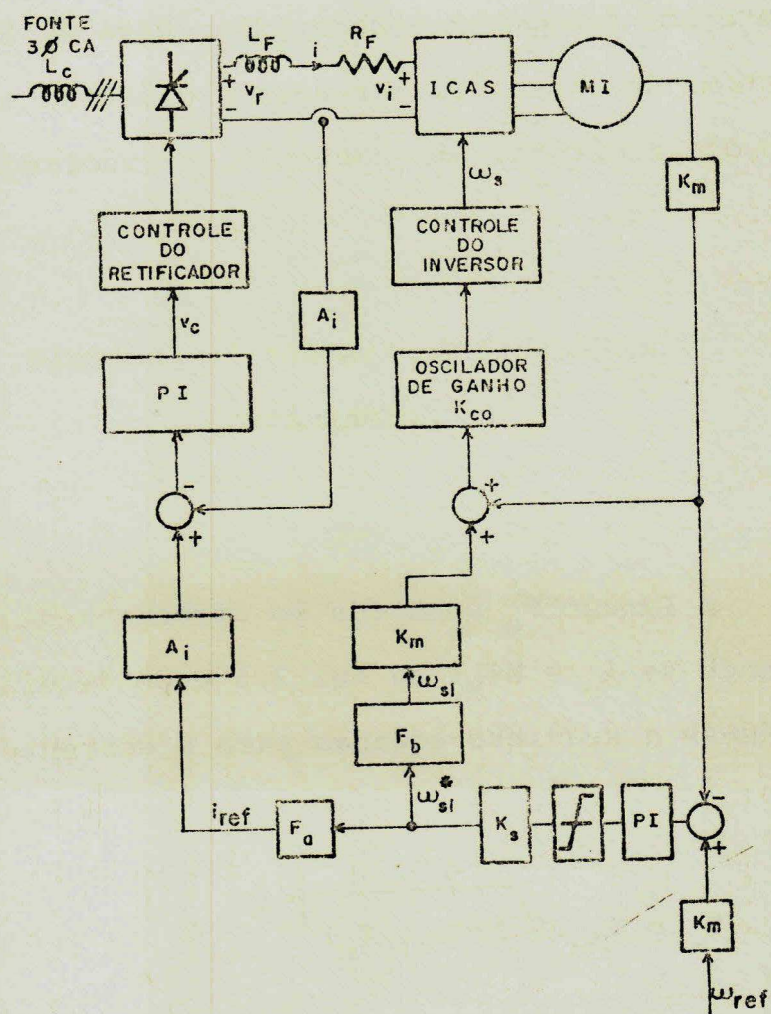 FONTE
3Ø CA
L_C
L_F
i
R_F
+
v_r
-
+
v_i
-
ICAS
MI
K_m
ω_s
CONTROLE
DO
RETIFICADOR
CONTROLE
DO
INVERSOR
A_i
v_c
PI
OSCILADOR
DE GANHO
K_CO
-
+
+
+
A_i
K_m
ω_sl
F_b
ω_sl*
i_ref
F_a
K_s
PI
-
+
K_m
ω_ref